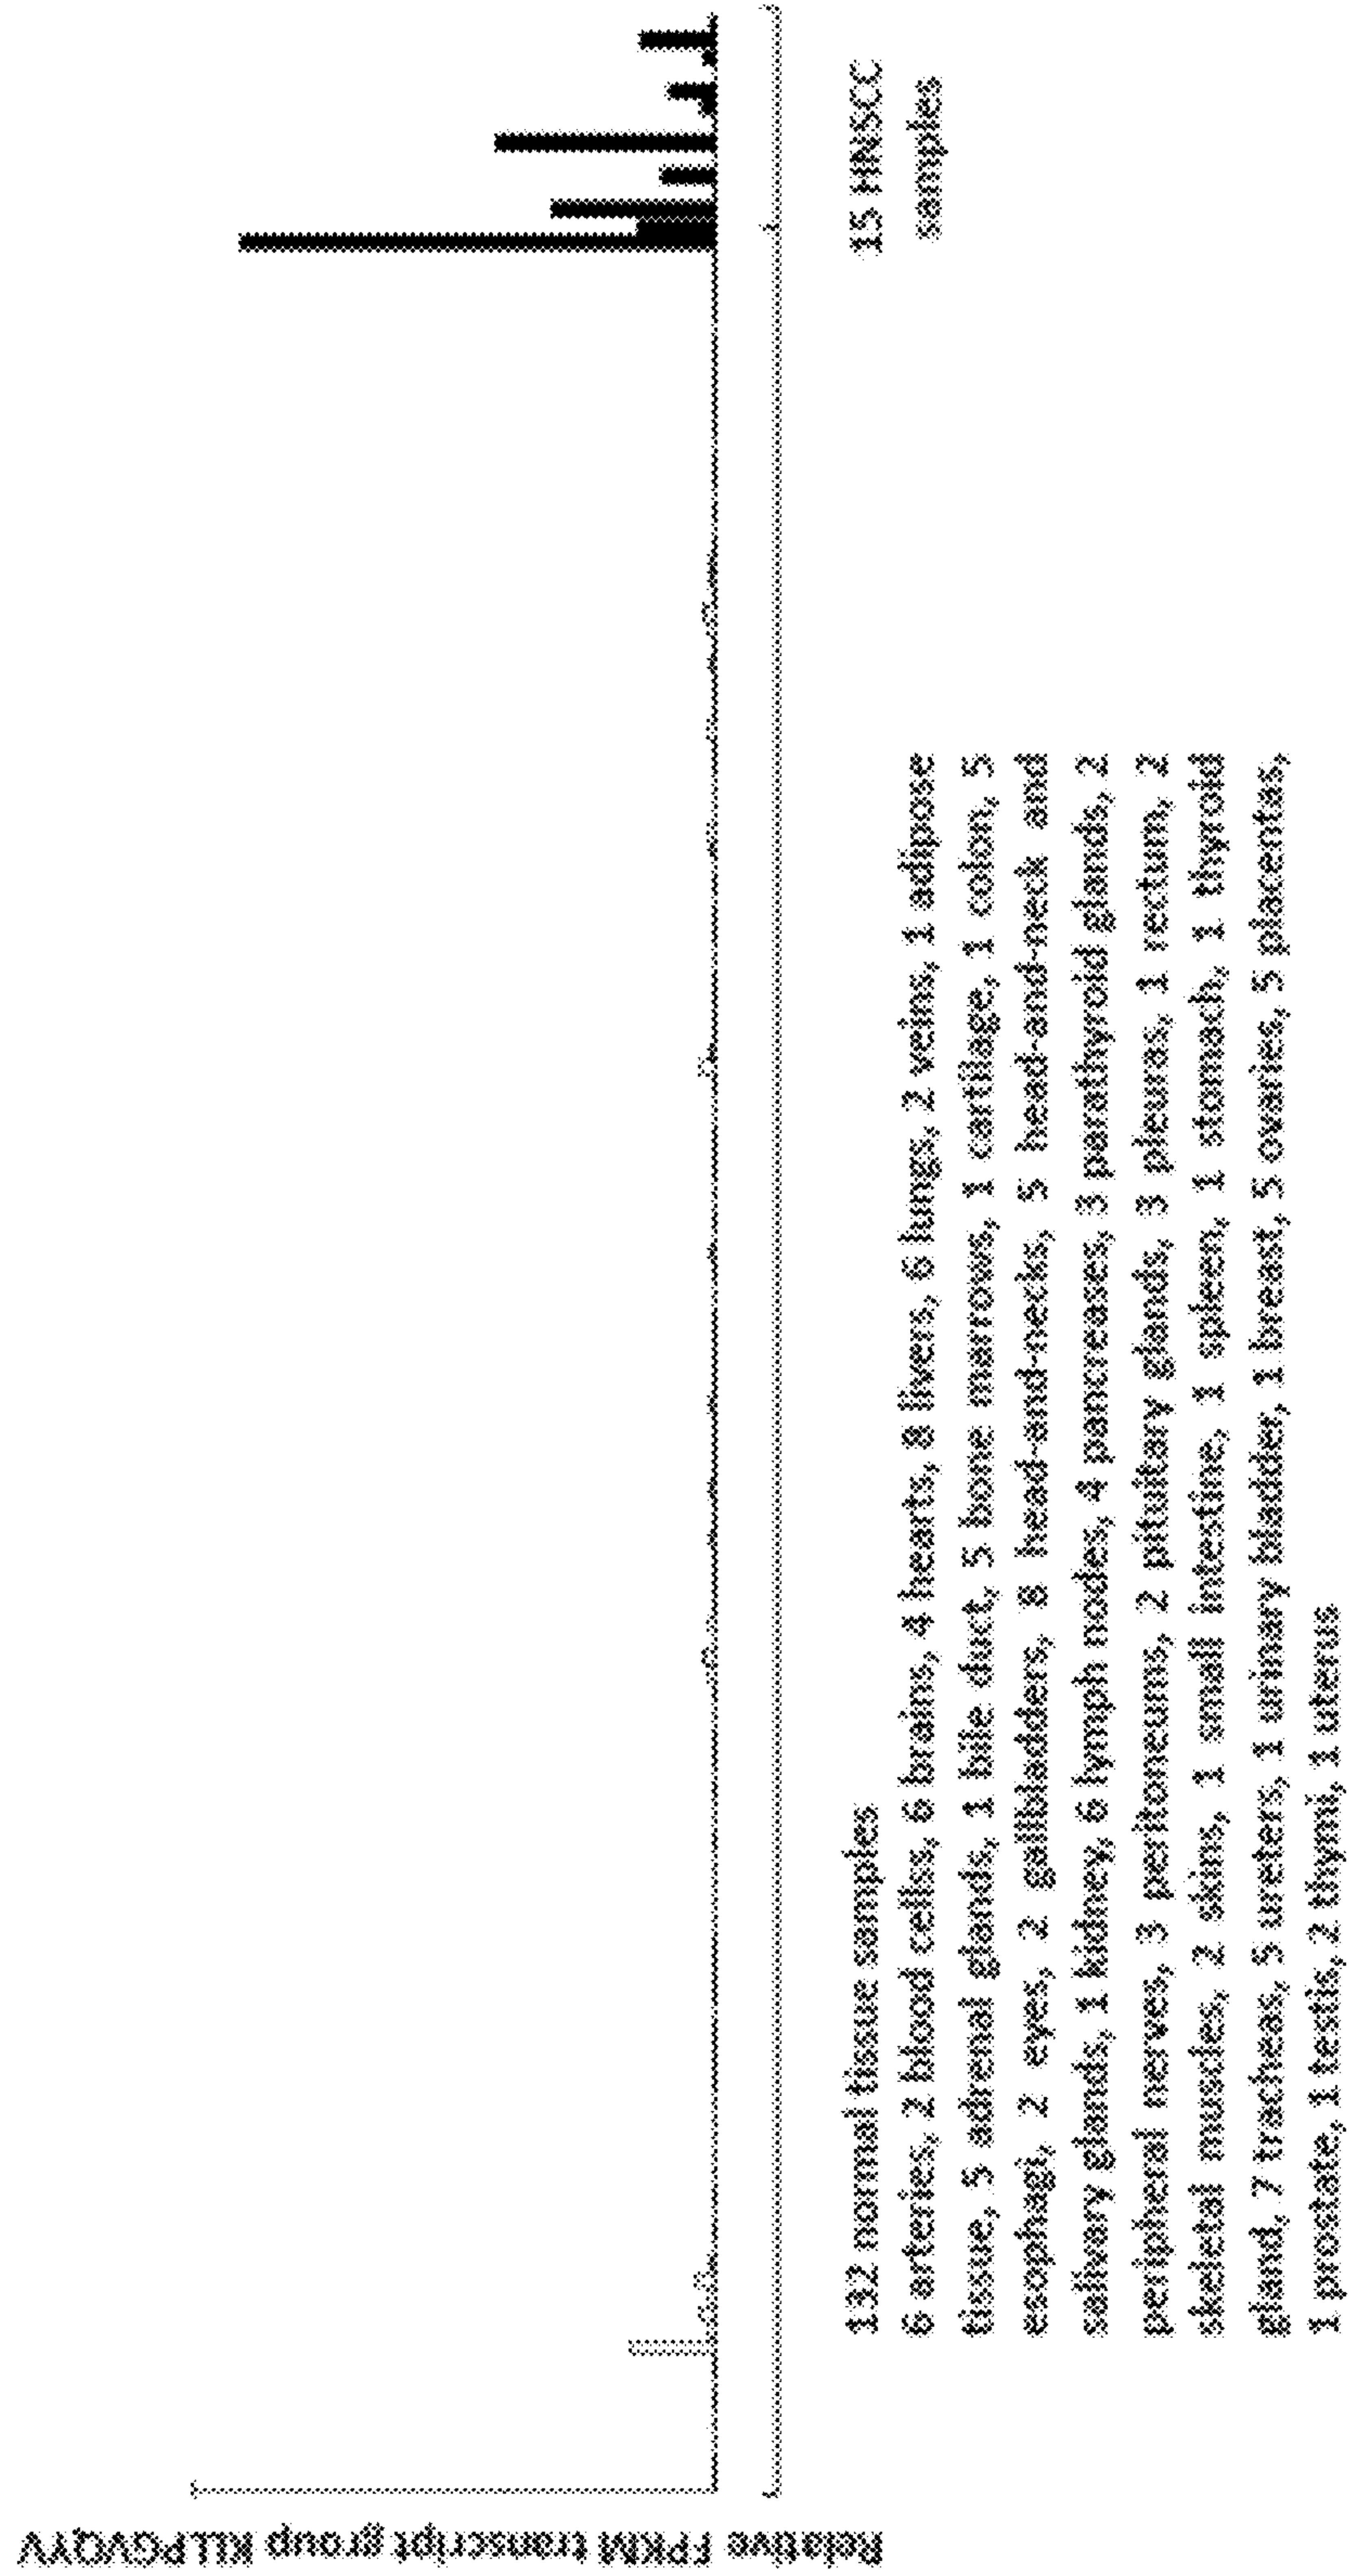 Relative FPKM transcript group KLLPGVQYV
132 normal tissue samples
6 arteries, 2 blood cells, 6 brains, 4 hearts, 8 livers, 6 lungs, 2 veins, 1 adipose
tissue, 5 adrenal glands, 1 bile duct, 5 bone marrows, 1 cartilage, 1 colon, 5
esophagi, 2 eyes, 2 gallbladders, 8 head-and-necks, 5 head-and-neck and
salivary glands, 1 kidney, 6 lymph nodes, 4 pancreases, 3 parathyroid glands, 2
peripheral nerves, 3 peritoneums, 2 pituitary glands, 3 pleuras, 1 rectum, 2
skeletal muscles, 2 skins, 1 small intestine, 1 spleen, 1 stomach, 1 thyroid
gland, 7 tracheas, 5 ureters, 1 urinary bladder, 1 breast, 5 ovaries, 5 placentas,
1 prostate, 1 testis, 2 thymi, 1 uterus
15 HNSCC
samples